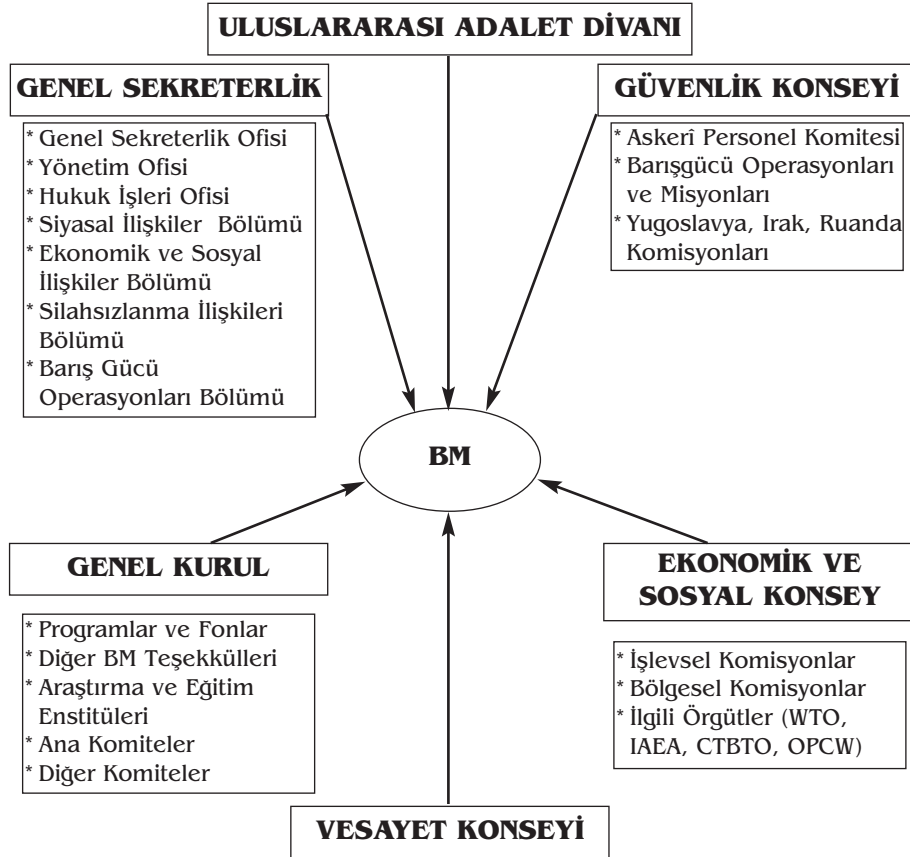 ULUSLARARASI ADALET DİVANI
GENEL SEKRETERLİK
* Genel Sekreterlik Ofisi
* Yönetim Ofisi
* Hukuk İşleri Ofisi
* Siyasal İlişkiler Bölümü
* Ekonomik ve Sosyal
İlişkiler Bölümü
* Silahsızlanma İlişkileri
Bölümü
* Barış Gücü
Operasyonları Bölümü
GÜVENLİK KONSEYİ
* Askerî Personel Komitesi
* Barışgücü Operasyonları
ve Misyonları
* Yugoslavya, Irak, Ruanda
Komisyonları
BM
GENEL KURUL
* Programlar ve Fonlar
* Diğer BM Teşekkülleri
* Araştırma ve Eğitim
Enstitüleri
* Ana Komiteler
* Diğer Komiteler
EKONOMİK VE
SOSYAL KONSEY
* İşlevsel Komisyonlar
* Bölgesel Komisyonlar
* İlgili Örgütler (WTO,
IAEA, CTBTO, OPCW)
VESAYET KONSEYİ